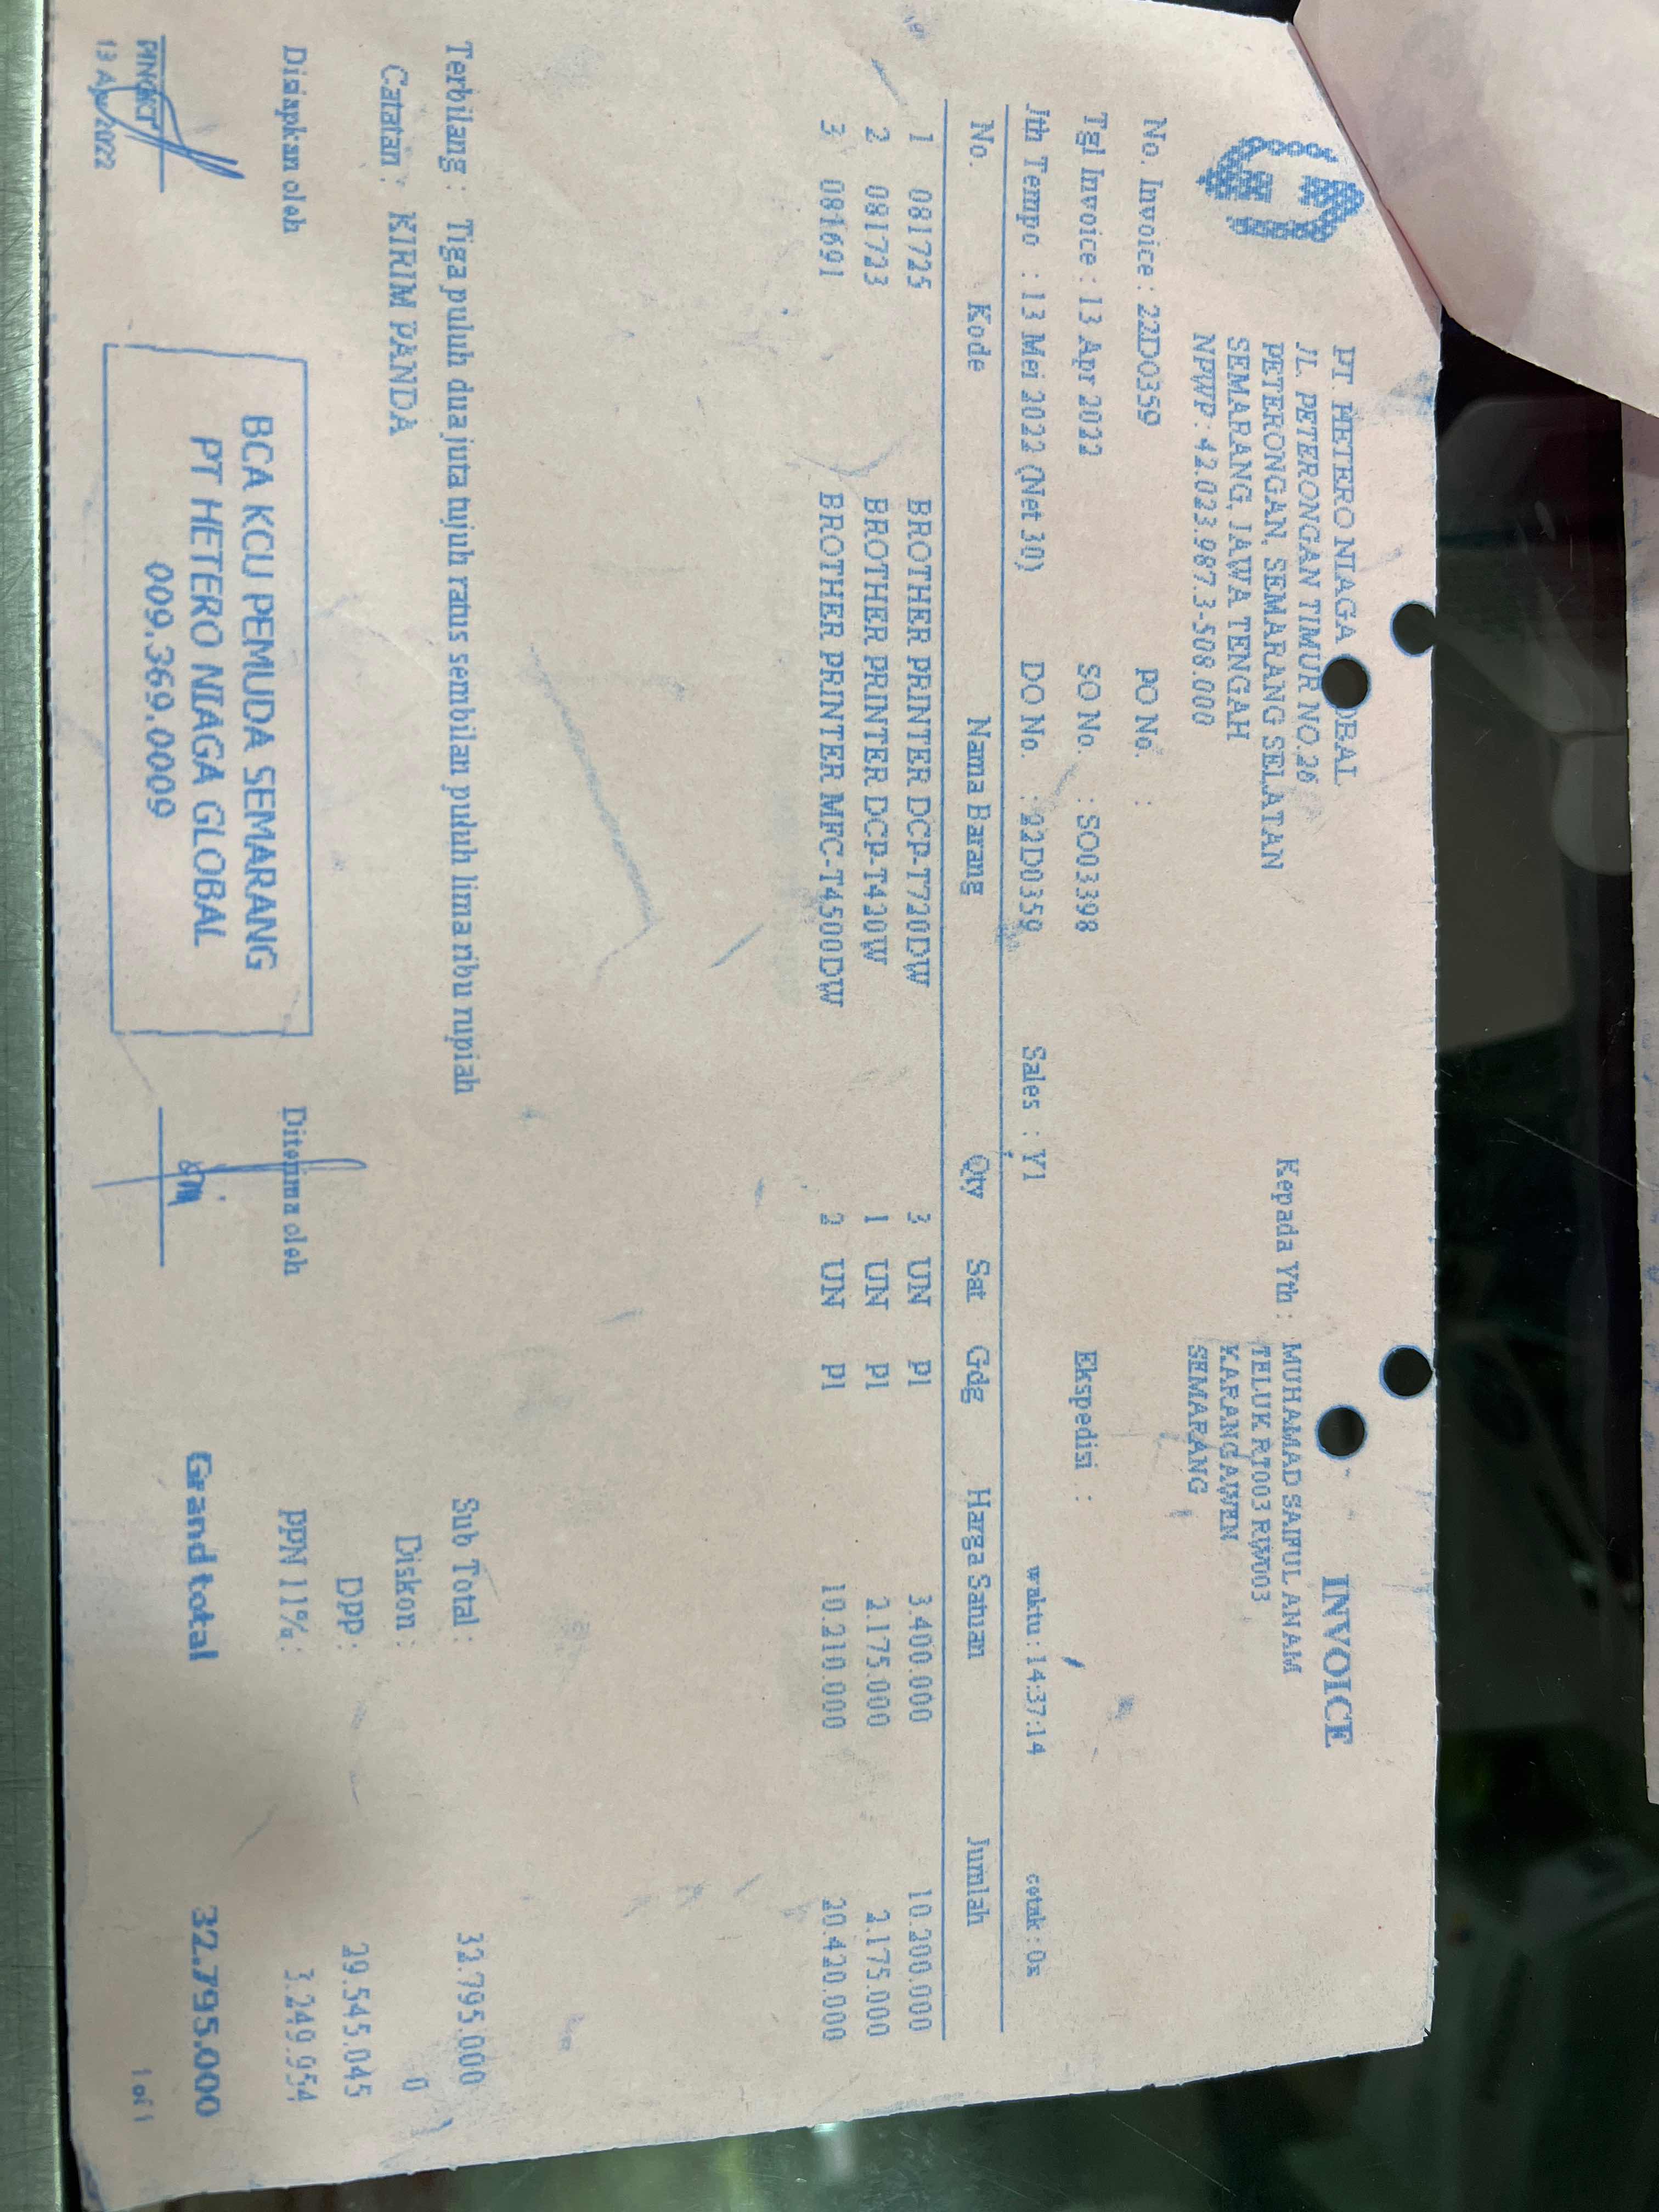 INVOICE
PT. HETERO NIAGA OBAL
JL. PETERONGAN TIMUR NO.26
PETERONGAN, SEMARANG SELATAN
SEMARANG, JAWA TENGAH
NPWP : 42.023.987.3-508.000
Kepada Yth : MUHAMAD SAIFUL ANAM
TELUK RT003 RW003
KARANGAWEN
SEMARANG
No. Invoice : 22D0359 PO No. :
Tgl Invoice : 13 Apr 2022 SO No. : SO03398 Ekspedisi :
Jth Tempo : 13 Mei 2022 (Net 30) DO No. : 22D0359 Sales : Y1 waktu : 14:37:14 cetak : 0x
No. Kode Nama Barang Qty Sat Gdg Harga Satuan Jumlah
1 081725 BROTHER PRINTER DCP-T720DW 3 UN P1 3.400.000 10.200.000
2 081723 BROTHER PRINTER DCP-T420W 1 UN P1 2.175.000 2.175.000
3 081691 BROTHER PRINTER MFC-T4500DW 2 UN P1 10.210.000 20.420.000
Terbilang : Tiga puluh dua juta tujuh ratus sembilan puluh lima ribu rupiah
Catatan : KIRIM PANDA
Sub Total : 32.795.000
Diskon : 0
DPP : 29.545.045
PPN 11% : 3.249.954
Grand total 32.795.000
Disiapkan oleh
13 Apr 2022
BCA KCU PEMUDA SEMARANG
PT HETERO NIAGA GLOBAL
009.369.0009
Diterima oleh
1 of 1